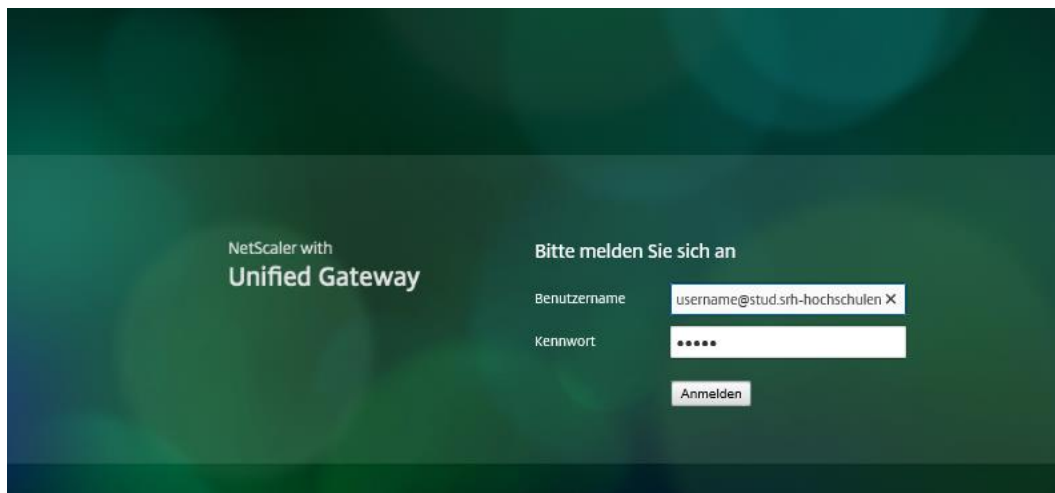 NetScaler with
Unified Gateway
Bitte melden Sie sich an
Benutzername
username@stud.srh-hochschulen
Kennwort
•••••
Anmelden